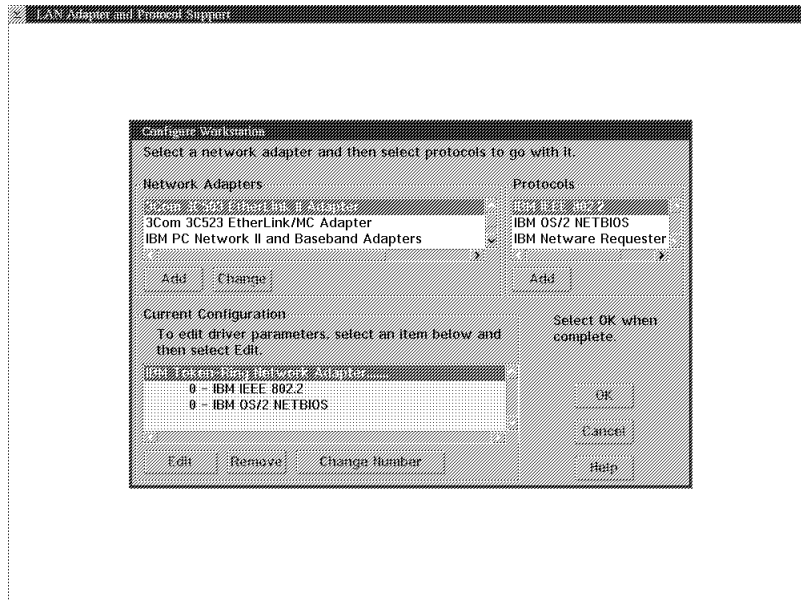 LAN Adapter and Protocol Support
Configure Workstation
Select a network adapter and then select protocols to go with it.
Network Adapters
3Com 3C503 EtherLink II Adapter
3Com 3C523 EtherLink/MC Adapter
IBM PC Network II and Baseband Adapters
Add Change
Protocols
IBM IEEE 802.2
IBM OS/2 NETBIOS
IBM Netware Requester
Add
Current Configuration
To edit driver parameters, select an item below and
then select Edit.
IBM Token-Ring Network Adapter......
0 - IBM IEEE 802.2
0 - IBM OS/2 NETBIOS
Edit Remove Change Number
Select OK when
complete.
OK
Cancel
Help